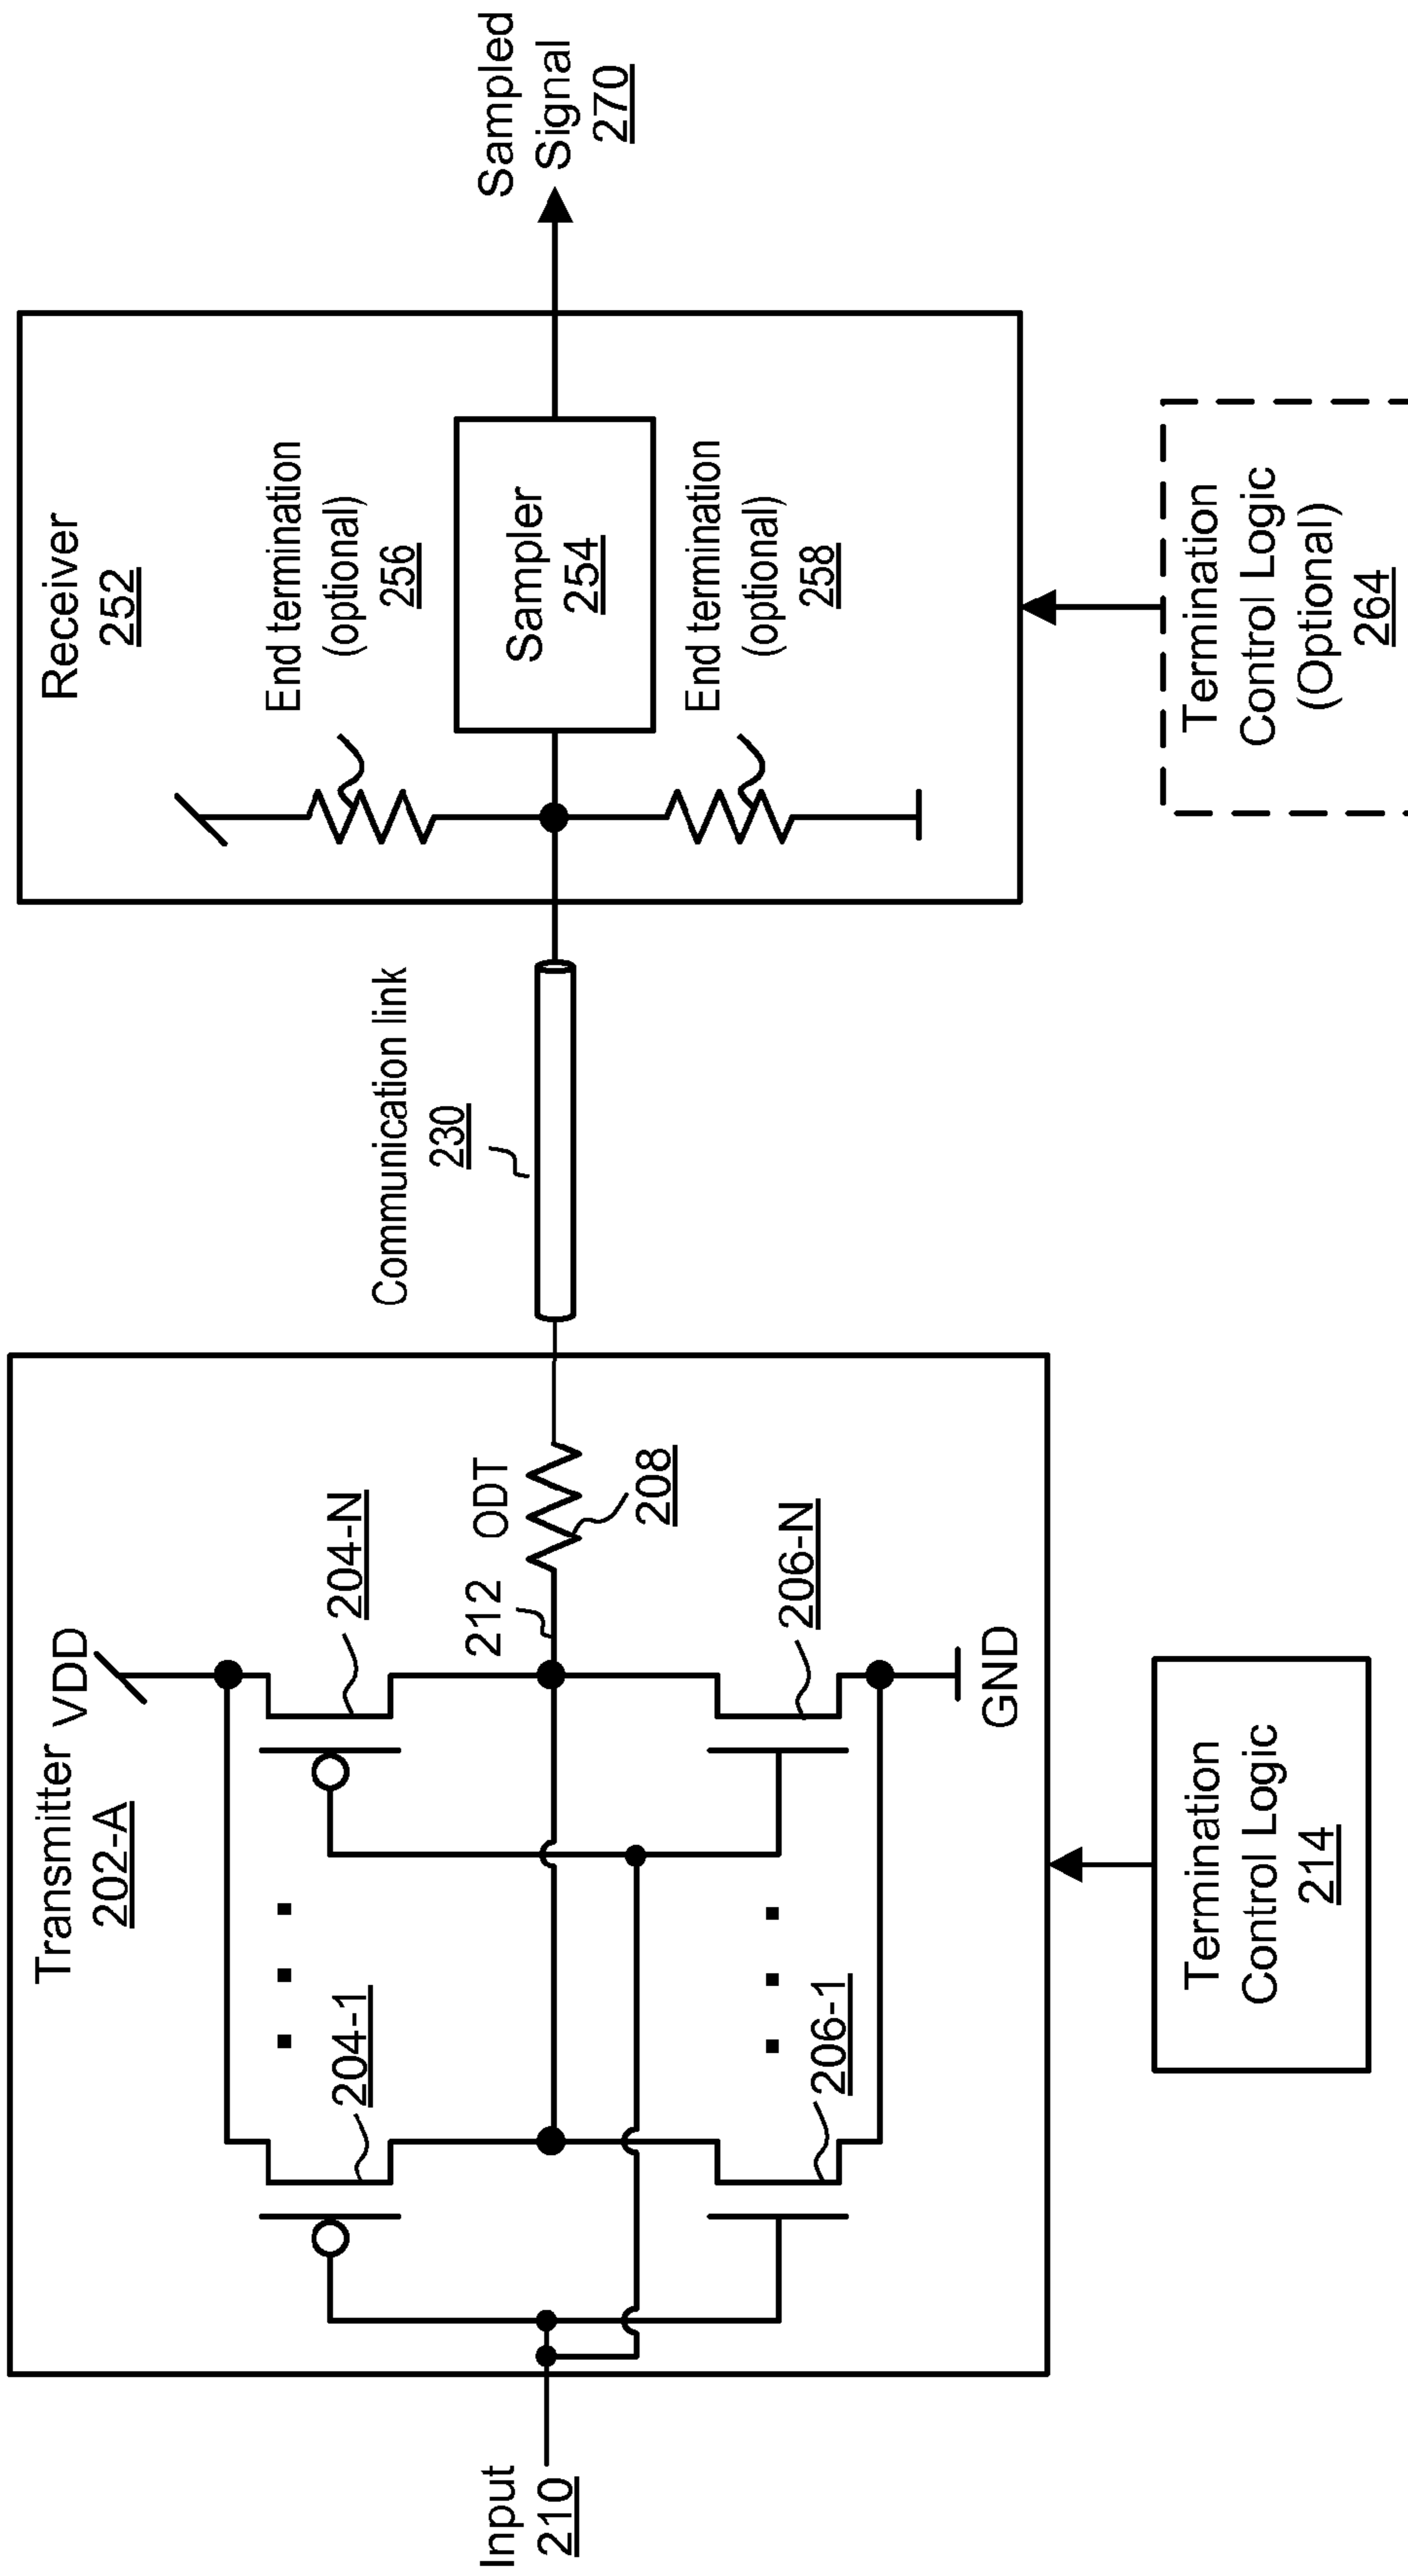 Transmitter
202-A
VDD
204-1
204-N
212
ODT
208
206-1
206-N
GND
Input
210
Termination
Control Logic
214
Communication link
230
Receiver
252
End termination
(optional)
256
Sampler
254
End termination
(optional)
258
Sampled
Signal
270
Termination
Control Logic
(Optional)
264